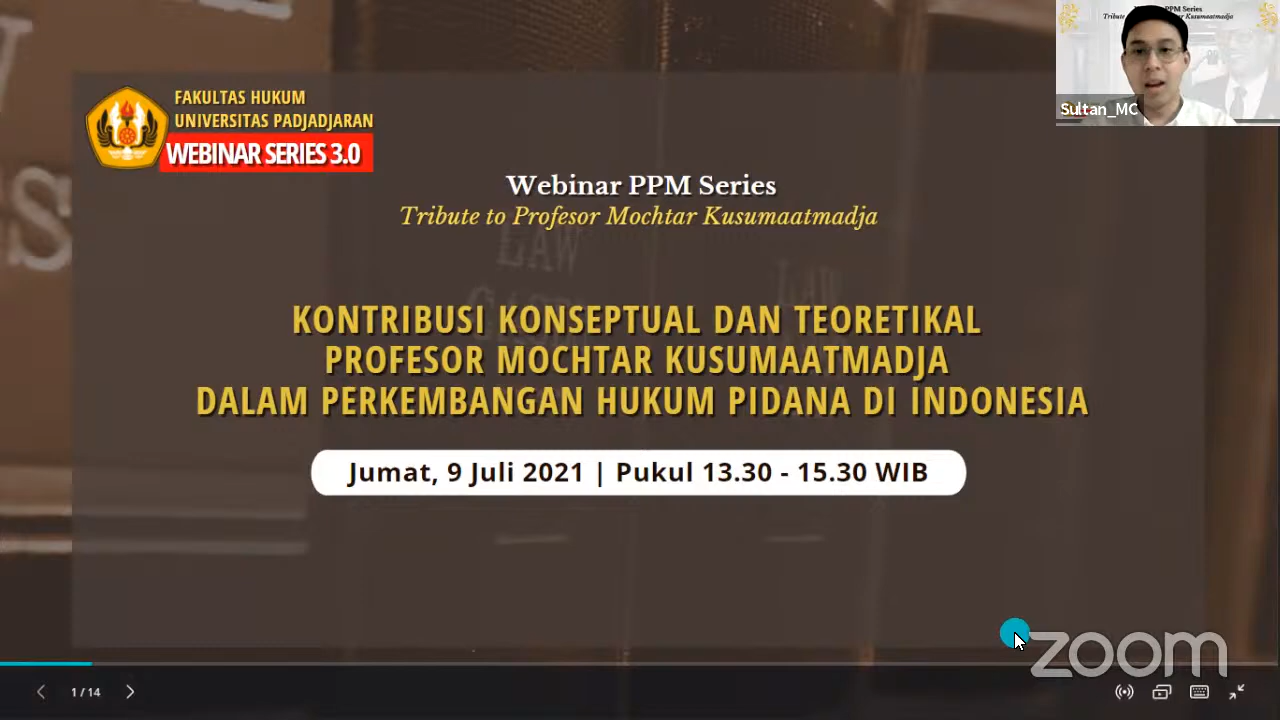 FAKULTAS HUKUM
UNIVERSITAS PADJADJARAN
WEBINAR SERIES 3.0
Webinar PPM Series
Tribute to Profesor Mochtar Kusumaatmadja
KONTRIBUSI KONSEPTUAL DAN TEORETIKAL
PROFESOR MOCHTAR KUSUMAATMADJA
DALAM PERKEMBANGAN HUKUM PIDANA DI INDONESIA
Jumat, 9 Juli 2021 | Pukul 13.30 - 15.30 WIB
LAW
LAW
Sultan_MC
zoom
1 / 14